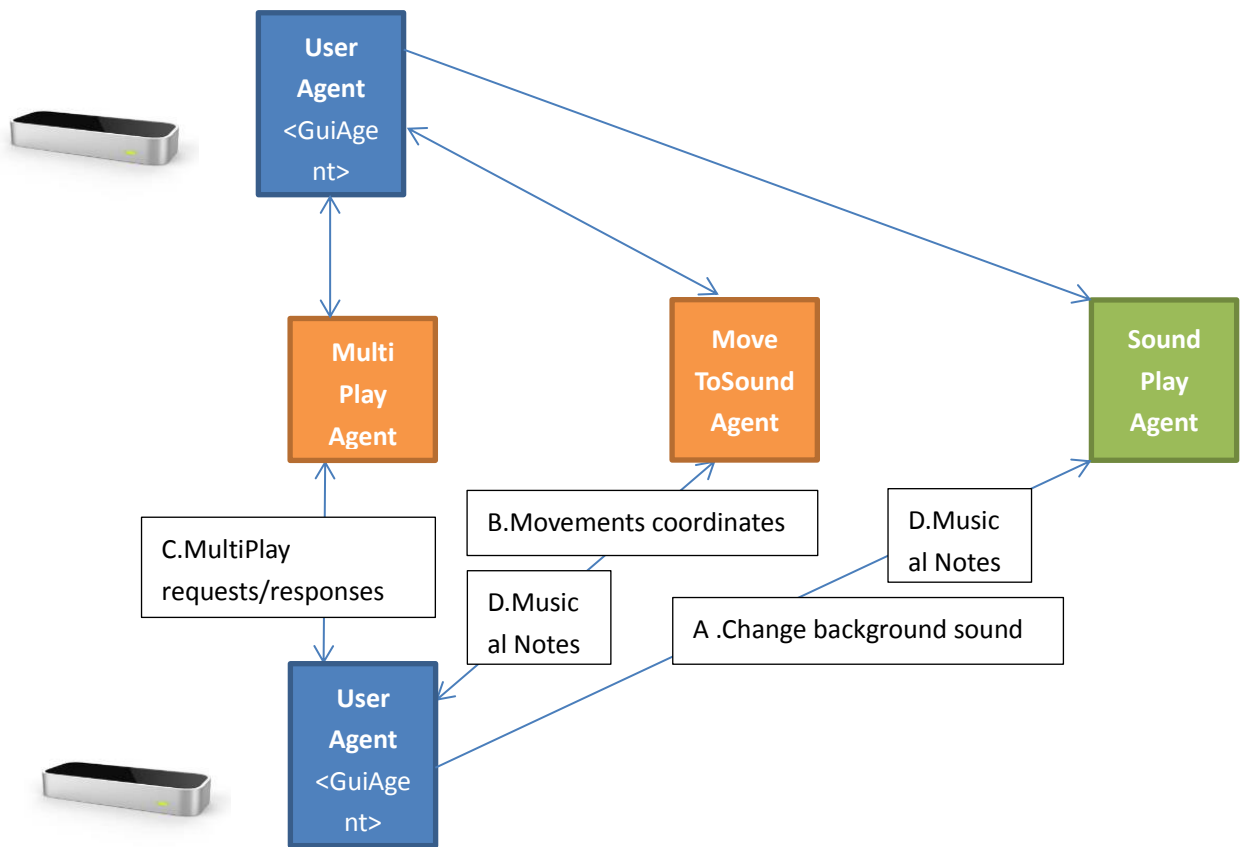 User
Agent
<GuiAge
nt>
Multi
Play
Agent
Move
ToSound
Agent
Sound
Play
Agent
B.Movements coordinates
D.Music
al Notes
C.MultiPlay
requests/responses
D.Music
al Notes
A .Change background sound
User
Agent
<GuiAge
nt>